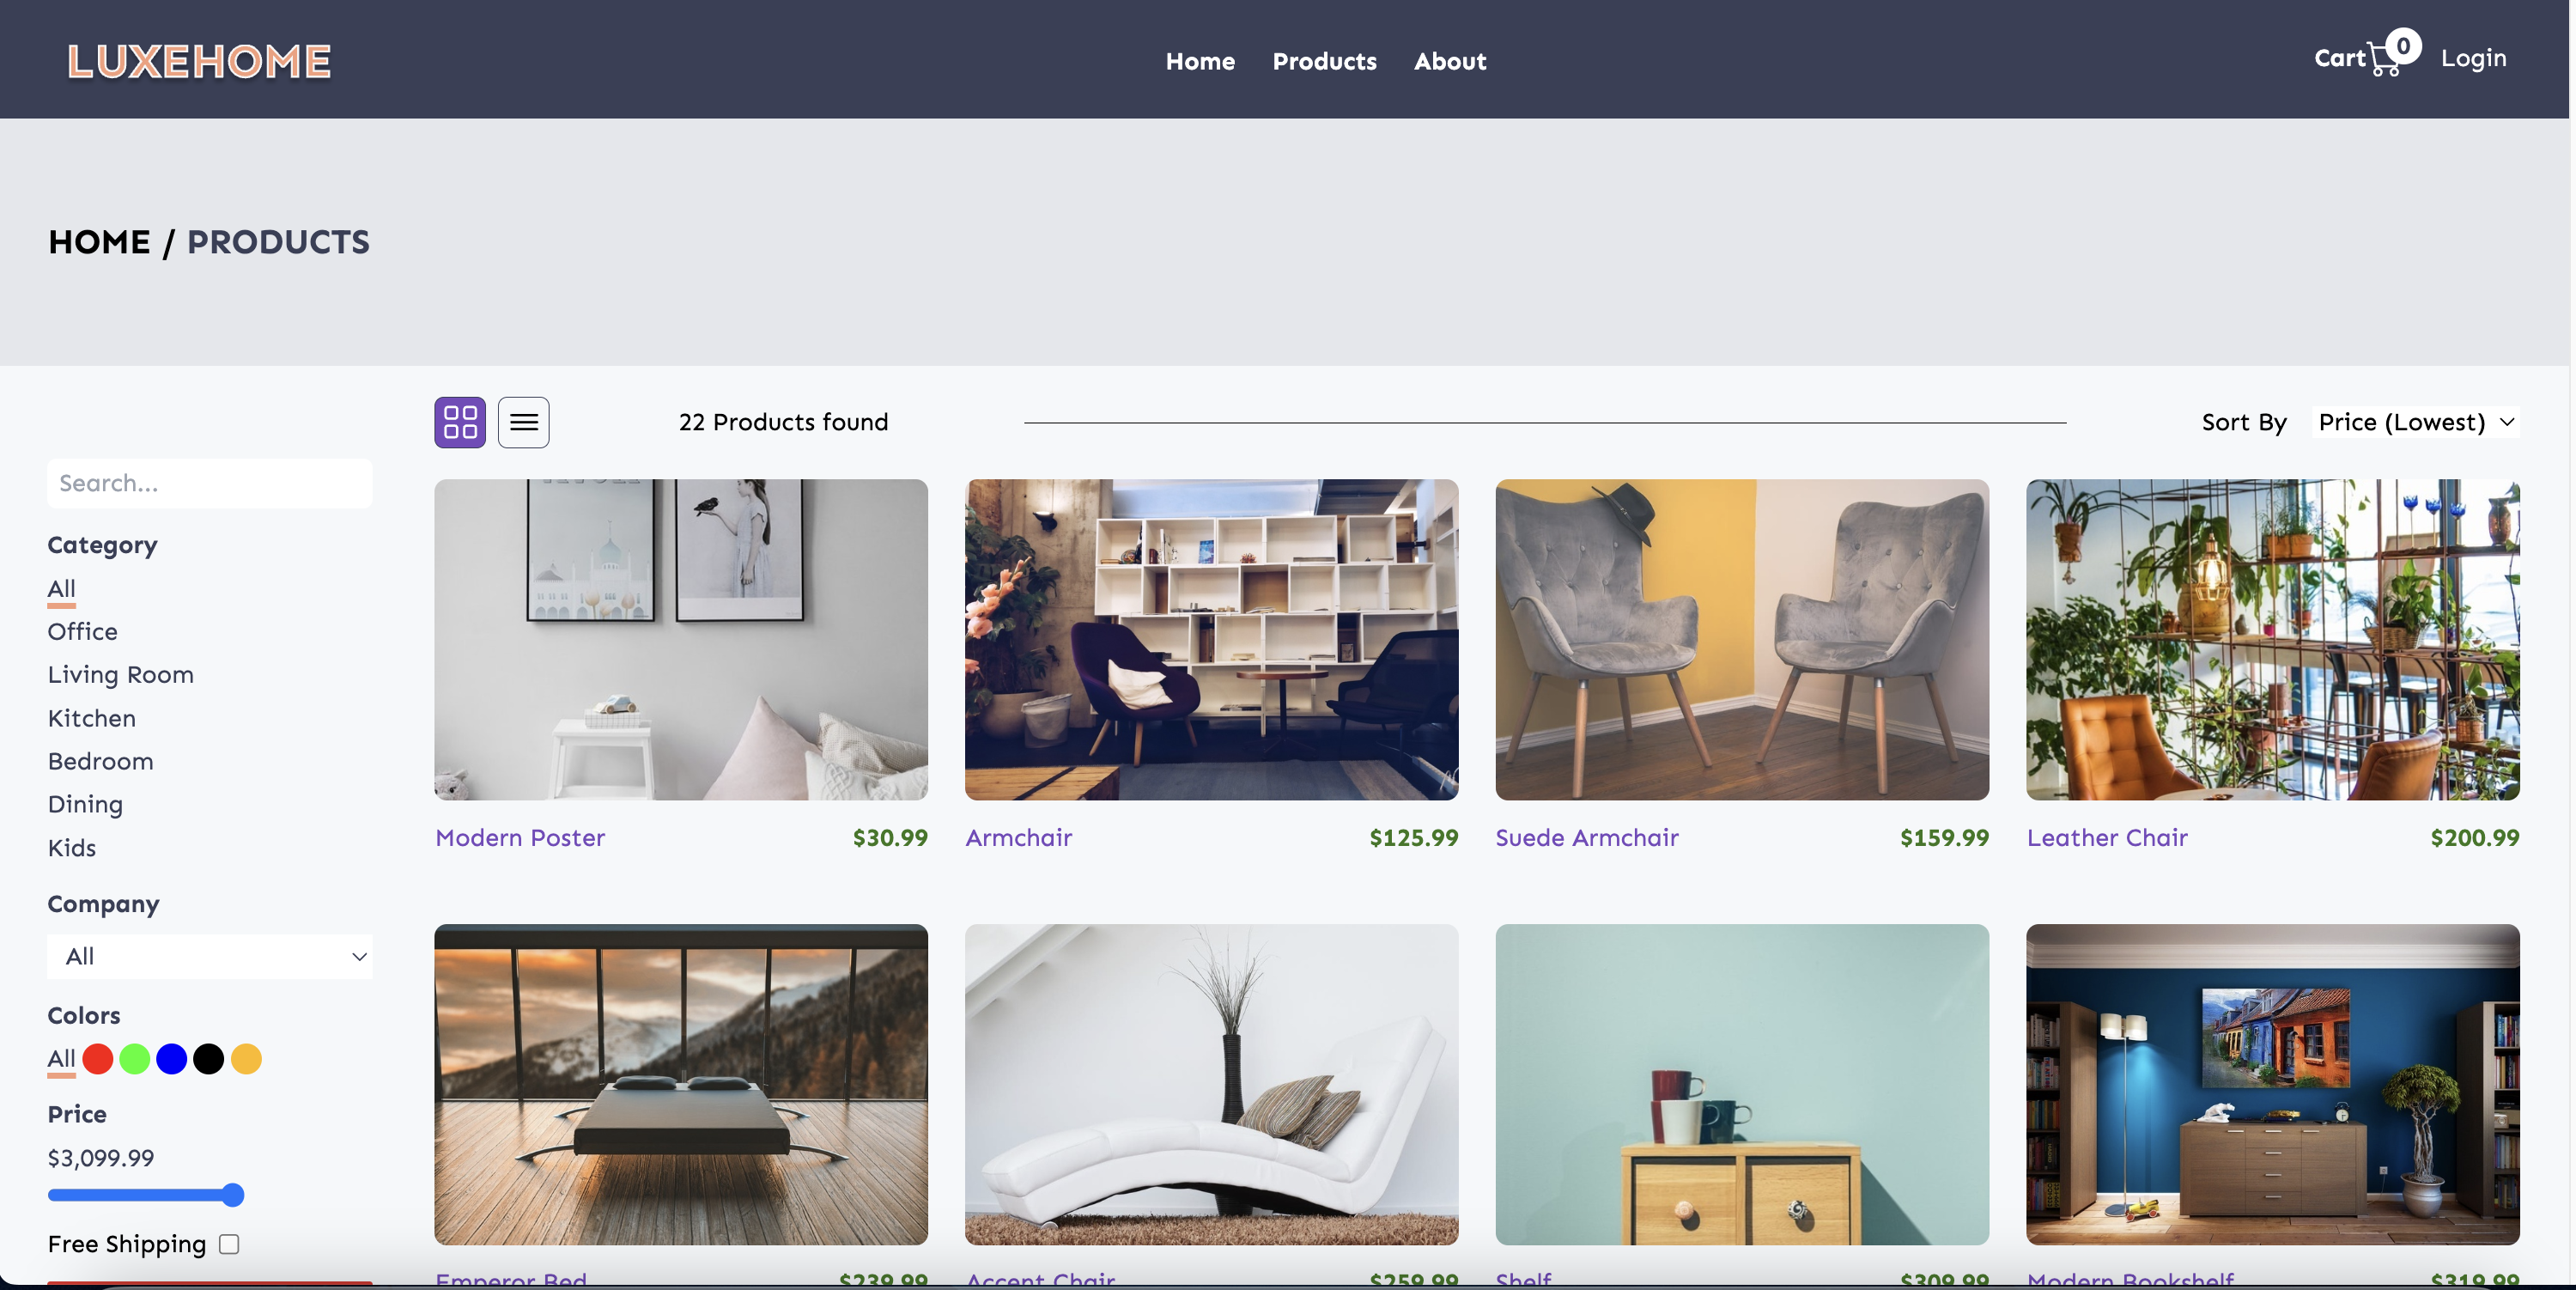 LUXEHOME
Home Products About
Cart 0 Login
HOME / PRODUCTS
22 Products found
Sort By Price (Lowest)
Search...
Category
All
Office
Living Room
Kitchen
Bedroom
Dining
Kids
Company
All
Colors
All
Price
$3,099.99
Free Shipping
Modern Poster $30.99
Armchair $125.99
Suede Armchair $159.99
Leather Chair $200.99
Emperor Bed $239.99
Accent Chair $259.99
Shelf $309.99
Modern Bookshelf $319.99